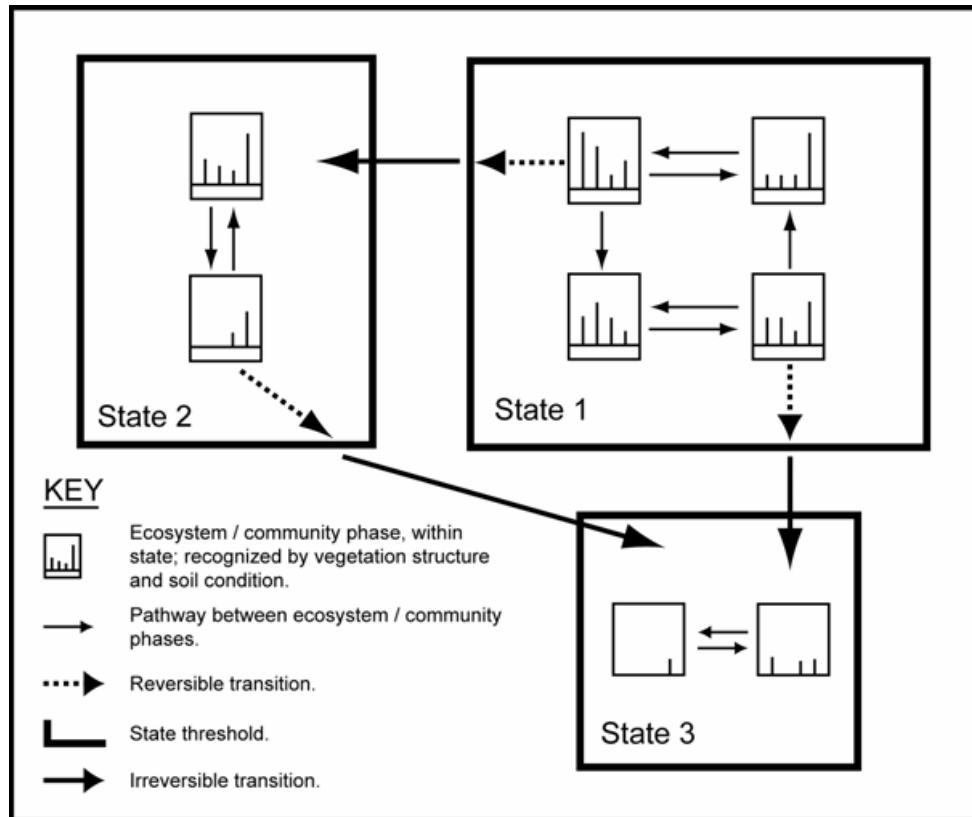 State 2
State 1
KEY
Ecosystem / community phase, within
state; recognized by vegetation structure
and soil condition.
Pathway between ecosystem / community
phases.
Reversible transition.
State threshold.
Irreversible transition.
State 3